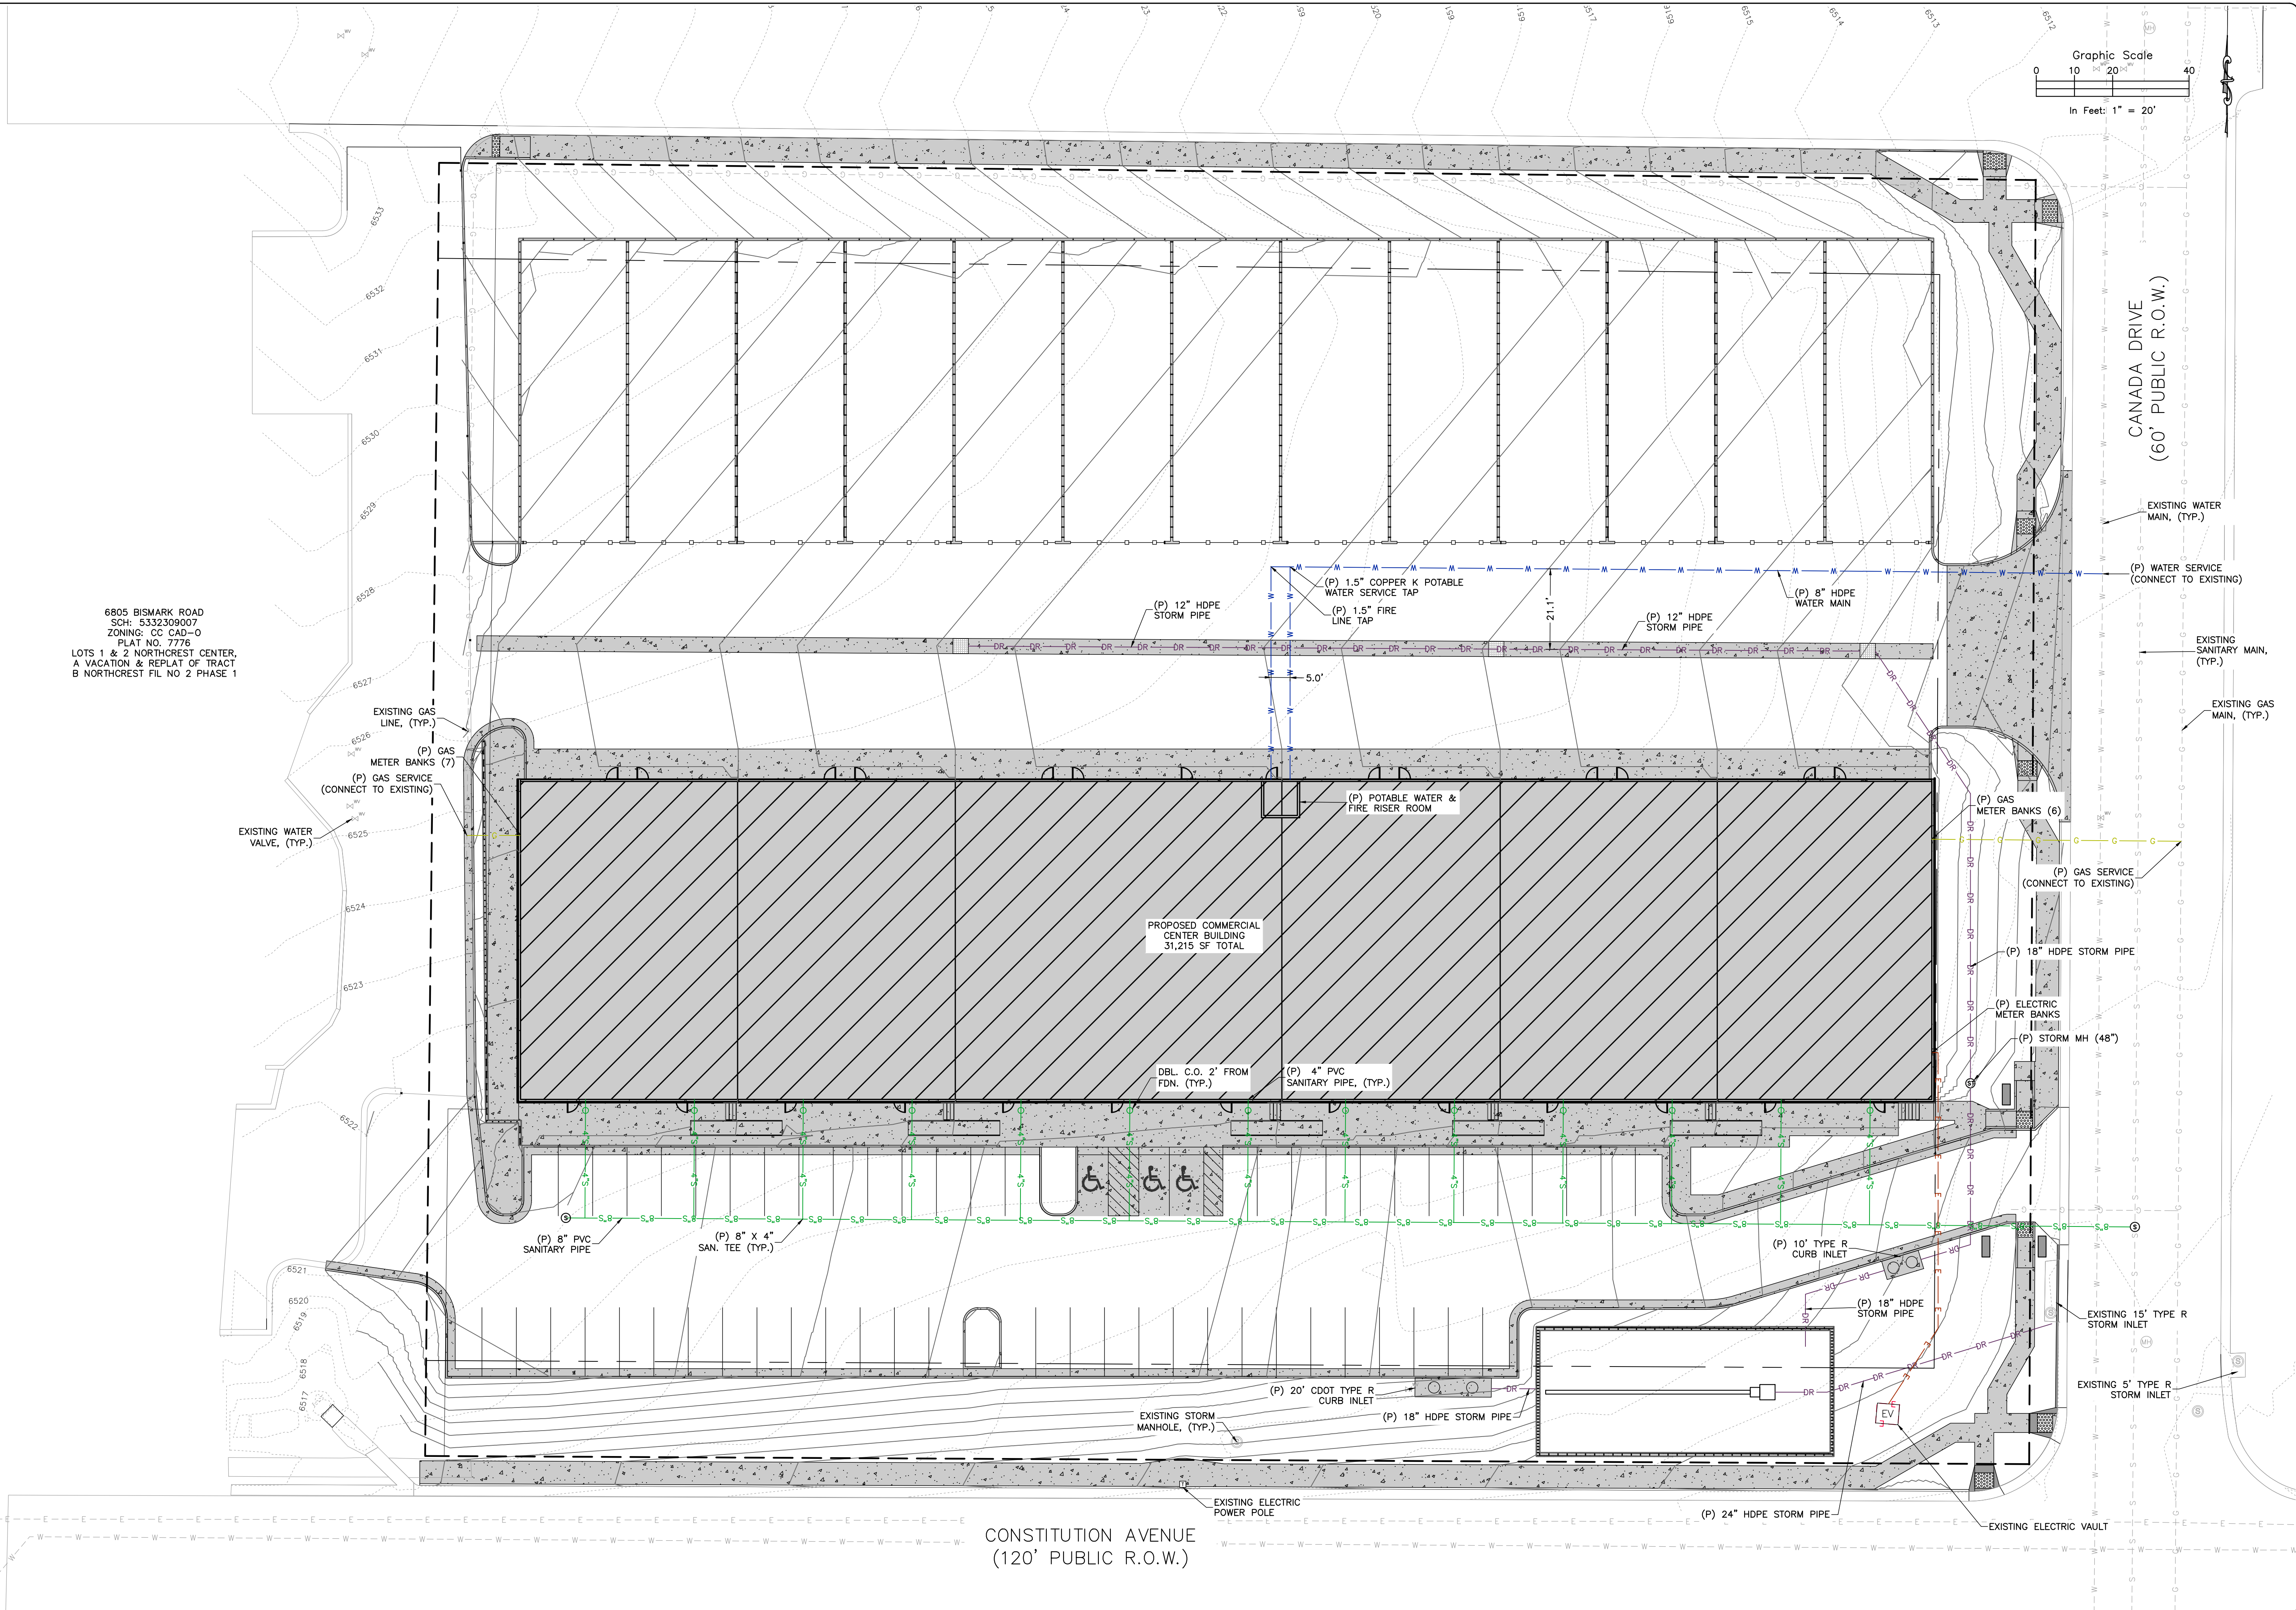 Graphic Scale
0 10 20 40
In Feet: 1" = 20'
6517
6515
6514
6513
6512
MH
WV
CANADA DRIVE
(60' PUBLIC R.O.W.)
6533
6532
6531
6530
6529
6528
6527
6526
6525
6524
6523
6522
6521
6520
6519
6518
6517
EXISTING WATER
MAIN, (TYP.)
(P) WATER SERVICE
(CONNECT TO EXISTING)
(P) 1.5" COPPER K POTABLE
WATER SERVICE TAP
(P) 1.5" FIRE
LINE TAP
(P) 8" HDPE
WATER MAIN
21.1'
(P) 12" HDPE
STORM PIPE
(P) 12" HDPE
STORM PIPE
5.0'
6805 BISMARK ROAD
SCH: 5332309007
ZONING: CC CAD-O
PLAT NO. 7776
LOTS 1 & 2 NORTHCREST CENTER,
A VACATION & REPLAT OF TRACT
B NORTHCREST FIL NO 2 PHASE 1
EXISTING
SANITARY MAIN,
(TYP.)
EXISTING GAS
MAIN, (TYP.)
EXISTING GAS
LINE, (TYP.)
(P) GAS
METER BANKS (7)
(P) GAS SERVICE
(CONNECT TO EXISTING)
EXISTING WATER
VALVE, (TYP.)
(P) POTABLE WATER &
FIRE RISER ROOM
(P) GAS
METER BANKS (6)
(P) GAS SERVICE
(CONNECT TO EXISTING)
PROPOSED COMMERCIAL
CENTER BUILDING
31,215 SF TOTAL
(P) 18" HDPE STORM PIPE
(P) ELECTRIC
METER BANKS
(P) STORM MH (48")
ST
DBL. C.O. 2' FROM
FDN. (TYP.)
(P) 4" PVC
SANITARY PIPE, (TYP.)
(P) 8" PVC
SANITARY PIPE
(P) 8" X 4"
SAN. TEE (TYP.)
(P) 10' TYPE R
CURB INLET
(P) 18" HDPE
STORM PIPE
EXISTING 15' TYPE R
STORM INLET
EXISTING 5' TYPE R
STORM INLET
(P) 20' CDOT TYPE R
CURB INLET
(P) 18" HDPE STORM PIPE
EXISTING STORM
MANHOLE, (TYP.)
EV
EXISTING ELECTRIC
POWER POLE
(P) 24" HDPE STORM PIPE
EXISTING ELECTRIC VAULT
CONSTITUTION AVENUE
(120' PUBLIC R.O.W.)